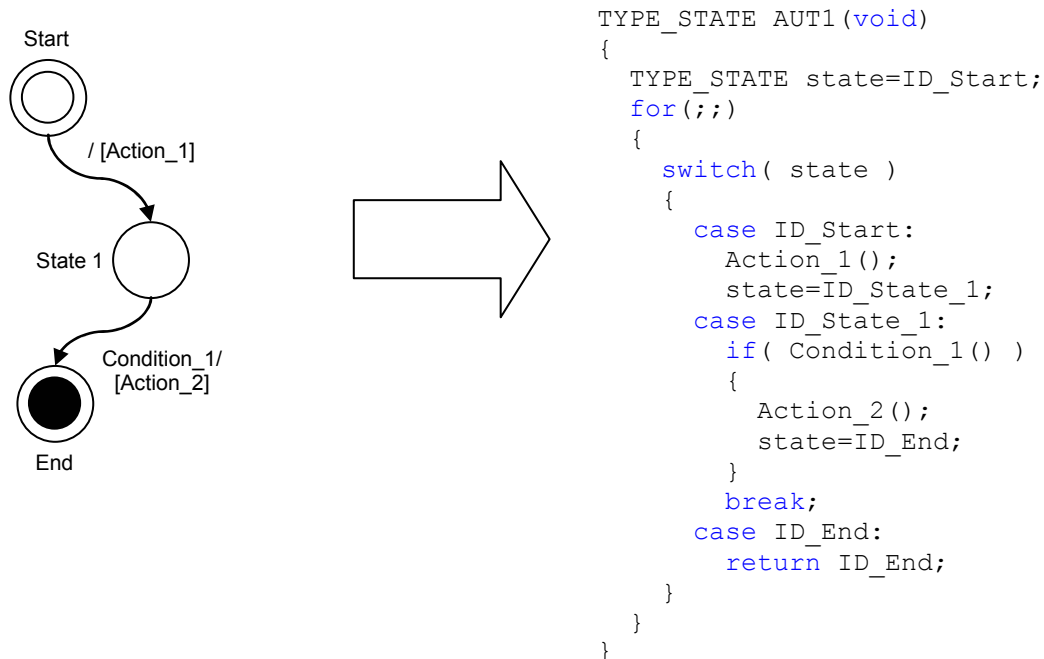 Start
/ [Action_1]
State 1
Condition_1/
[Action_2]
End
TYPE_STATE AUT1(void)
{
  TYPE_STATE state=ID_Start;
  for(;;)
  {
    switch( state )
    {
      case ID_Start:
        Action_1();
        state=ID_State_1;
      case ID_State_1:
        if( Condition_1() )
        {
          Action_2();
          state=ID_End;
        }
        break;
      case ID_End:
        return ID_End;
    }
  }
}